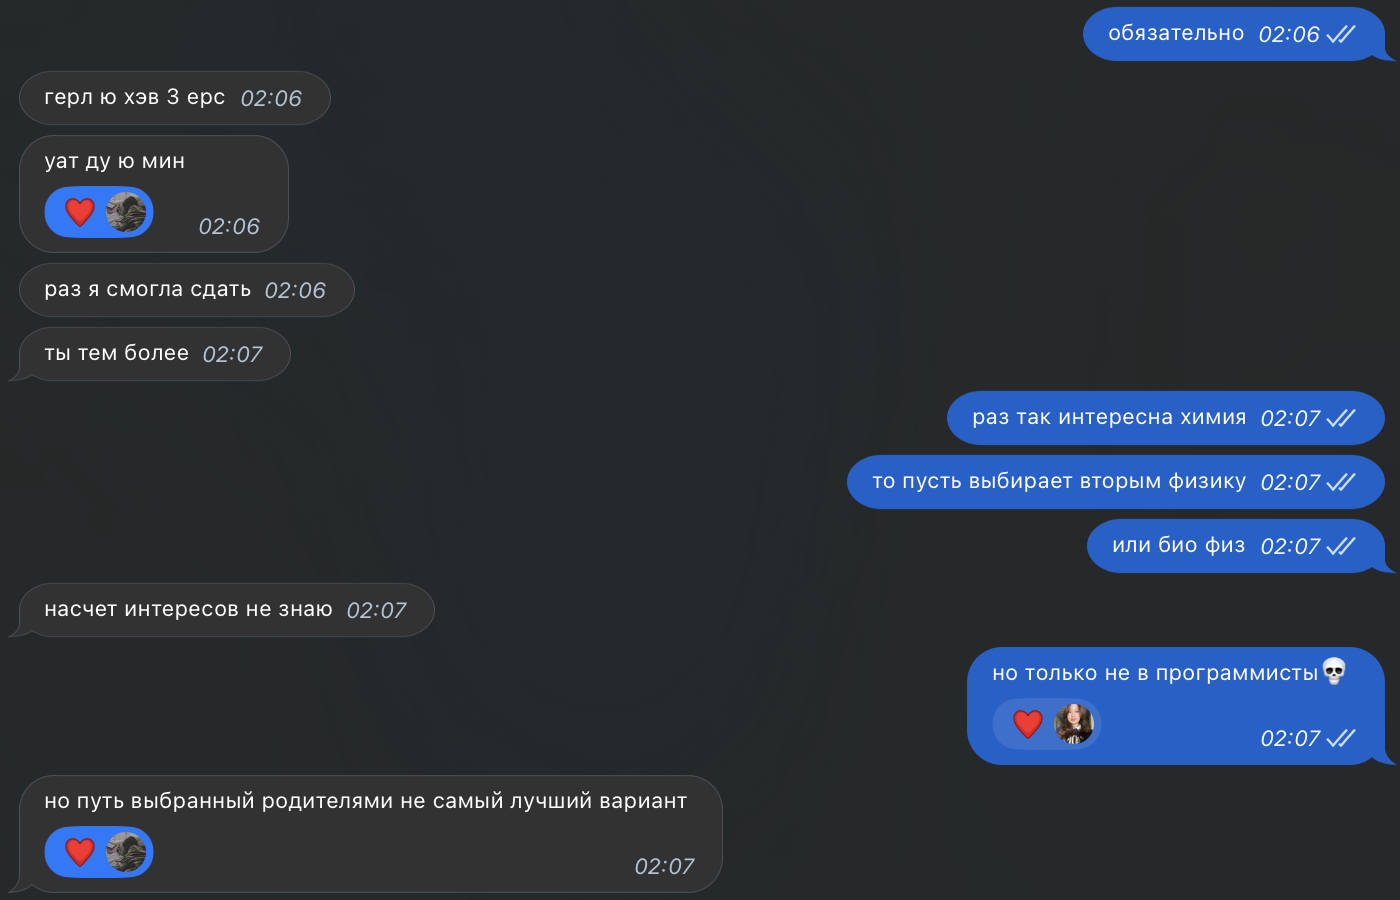 обязательно 02:06
герл ю хэв 3 ерс 02:06
уат ду ю мин
02:06
раз я смогла сдать 02:06
ты тем более 02:07
раз так интересна химия 02:07
то пусть выбирает вторым физику 02:07
или био физ 02:07
насчет интересов не знаю 02:07
но только не в программисты💀
02:07
но путь выбранный родителями не самый лучший вариант
02:07